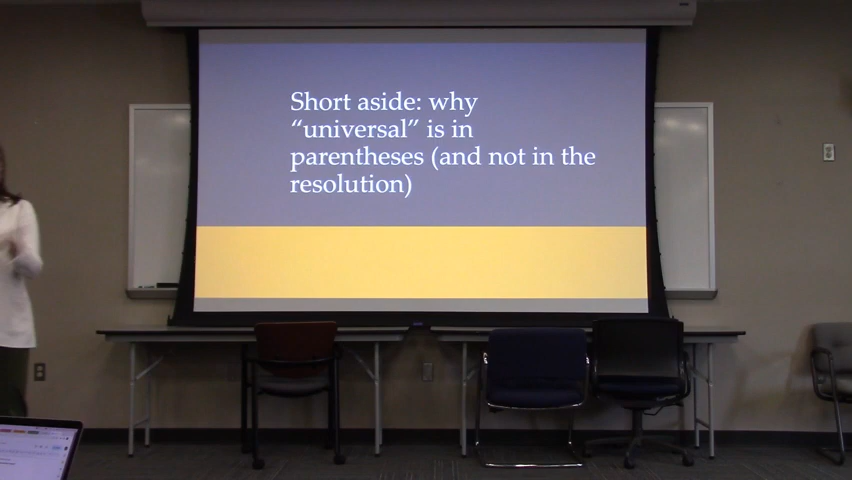 Short aside: why
“universal” is in
parentheses (and not in the
resolution)